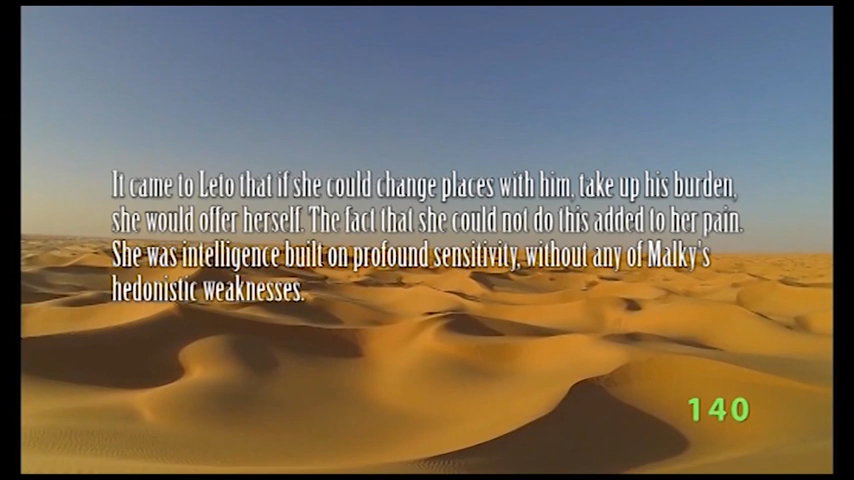 It came to Leto that if she could change places with him, take up his burden,
she would offer herself. The fact that she could not do this added to her pain.
She was intelligence built on profound sensitivity, without any of Malky's
hedonistic weaknesses.
140